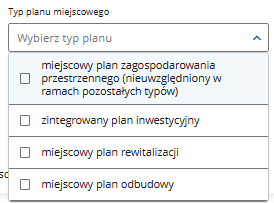 Typ planu miejscowego
Wybierz typ planu
miejscowy plan zagospodarowania
przestrzennego (nieuwzględniony w
ramach pozostałych typów)
zintegrowany plan inwestycyjny
miejscowy plan rewitalizacji
miejscowy plan odbudowy